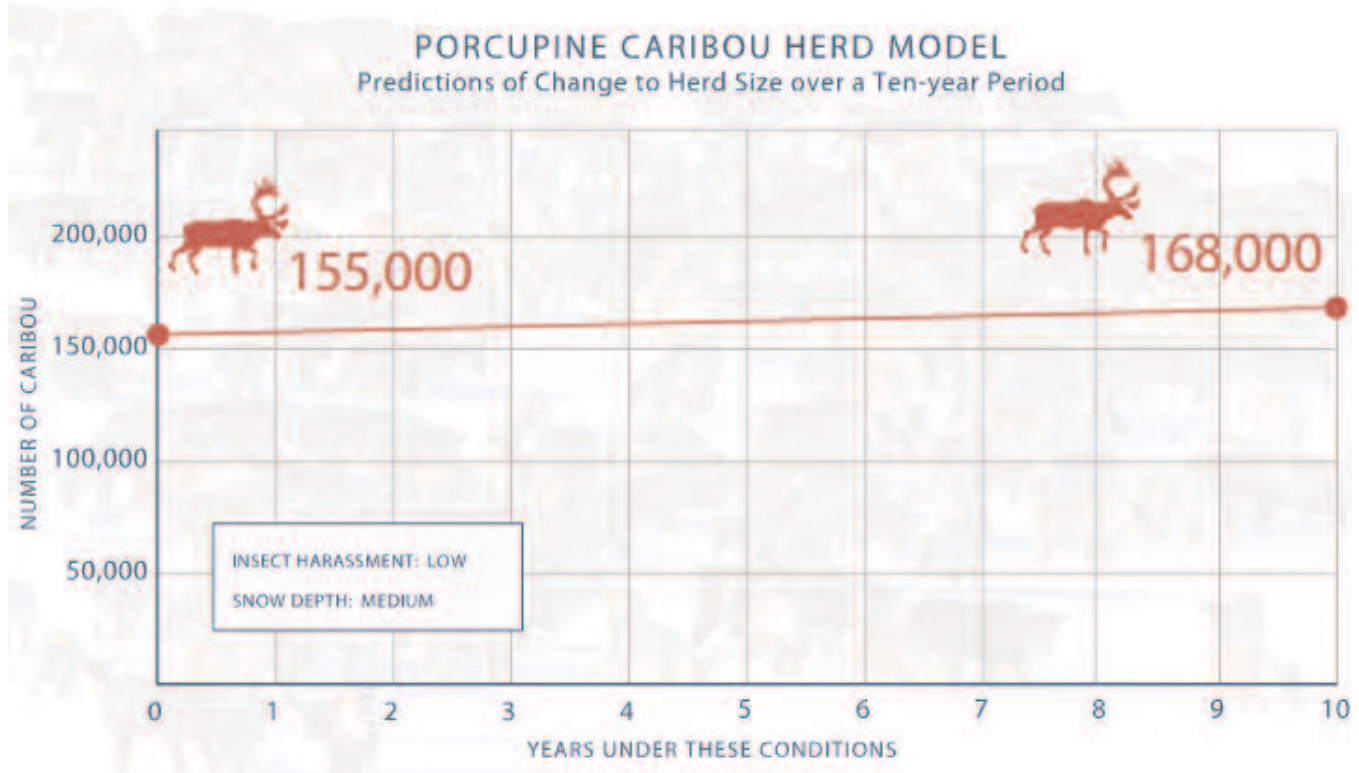 PORCUPINE CARIBOU HERD MODEL
Predictions of Change to Herd Size over a Ten-year Period
200,000
155,000
168,000
150,000
NUMBER OF CARIBOU
100,000
50,000
INSECT HARASSMENT: LOW
SNOW DEPTH: MEDIUM
0 1 2 3 4 5 6 7 8 9 10
YEARS UNDER THESE CONDITIONS